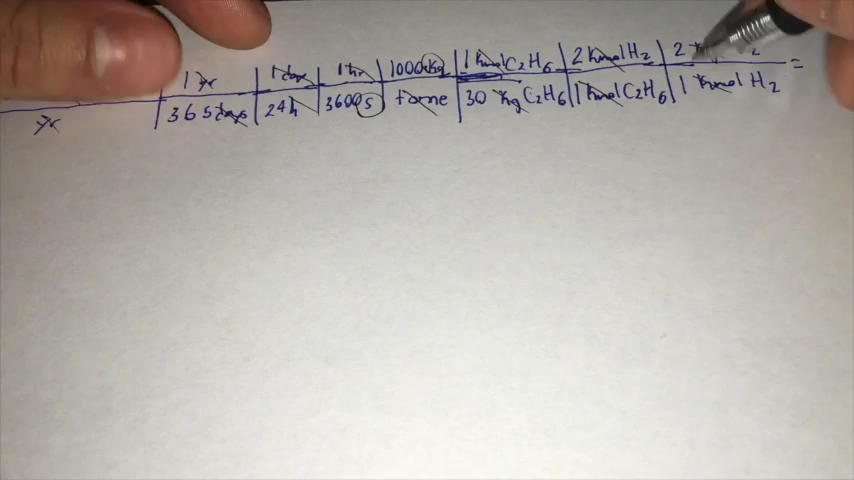 1 yr | 1 day | 1 hr | 1000 kg | 1 kmol C₂H₆ | 2 kmol H₂ | 2 =
yr | 365 days | 24 h | 3600 s | tonne | 30 kg C₂H₆ | 1 kmol C₂H₆ | 1 kmol H₂